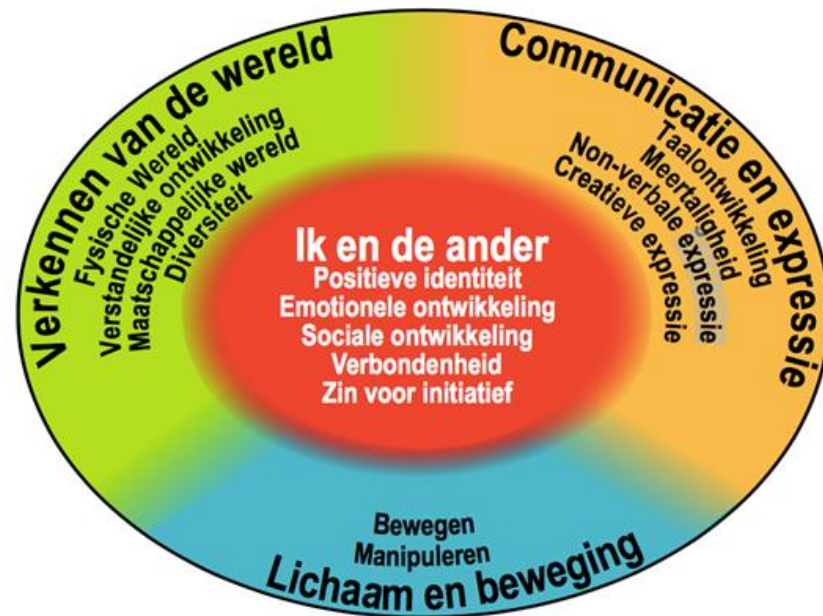 Verkennen van de wereld
Fysische Wereld
Verstandelijke ontwikkeling
Maatschappelijke wereld
Diversiteit
Communicatie en expressie
Taalontwikkeling
Meertaligheid
Non-verbale expressie
Creatieve expressie
Ik en de ander
Positieve identiteit
Emotionele ontwikkeling
Sociale ontwikkeling
Verbondenheid
Zin voor initiatief
Bewegen
Manipuleren
Lichaam en beweging